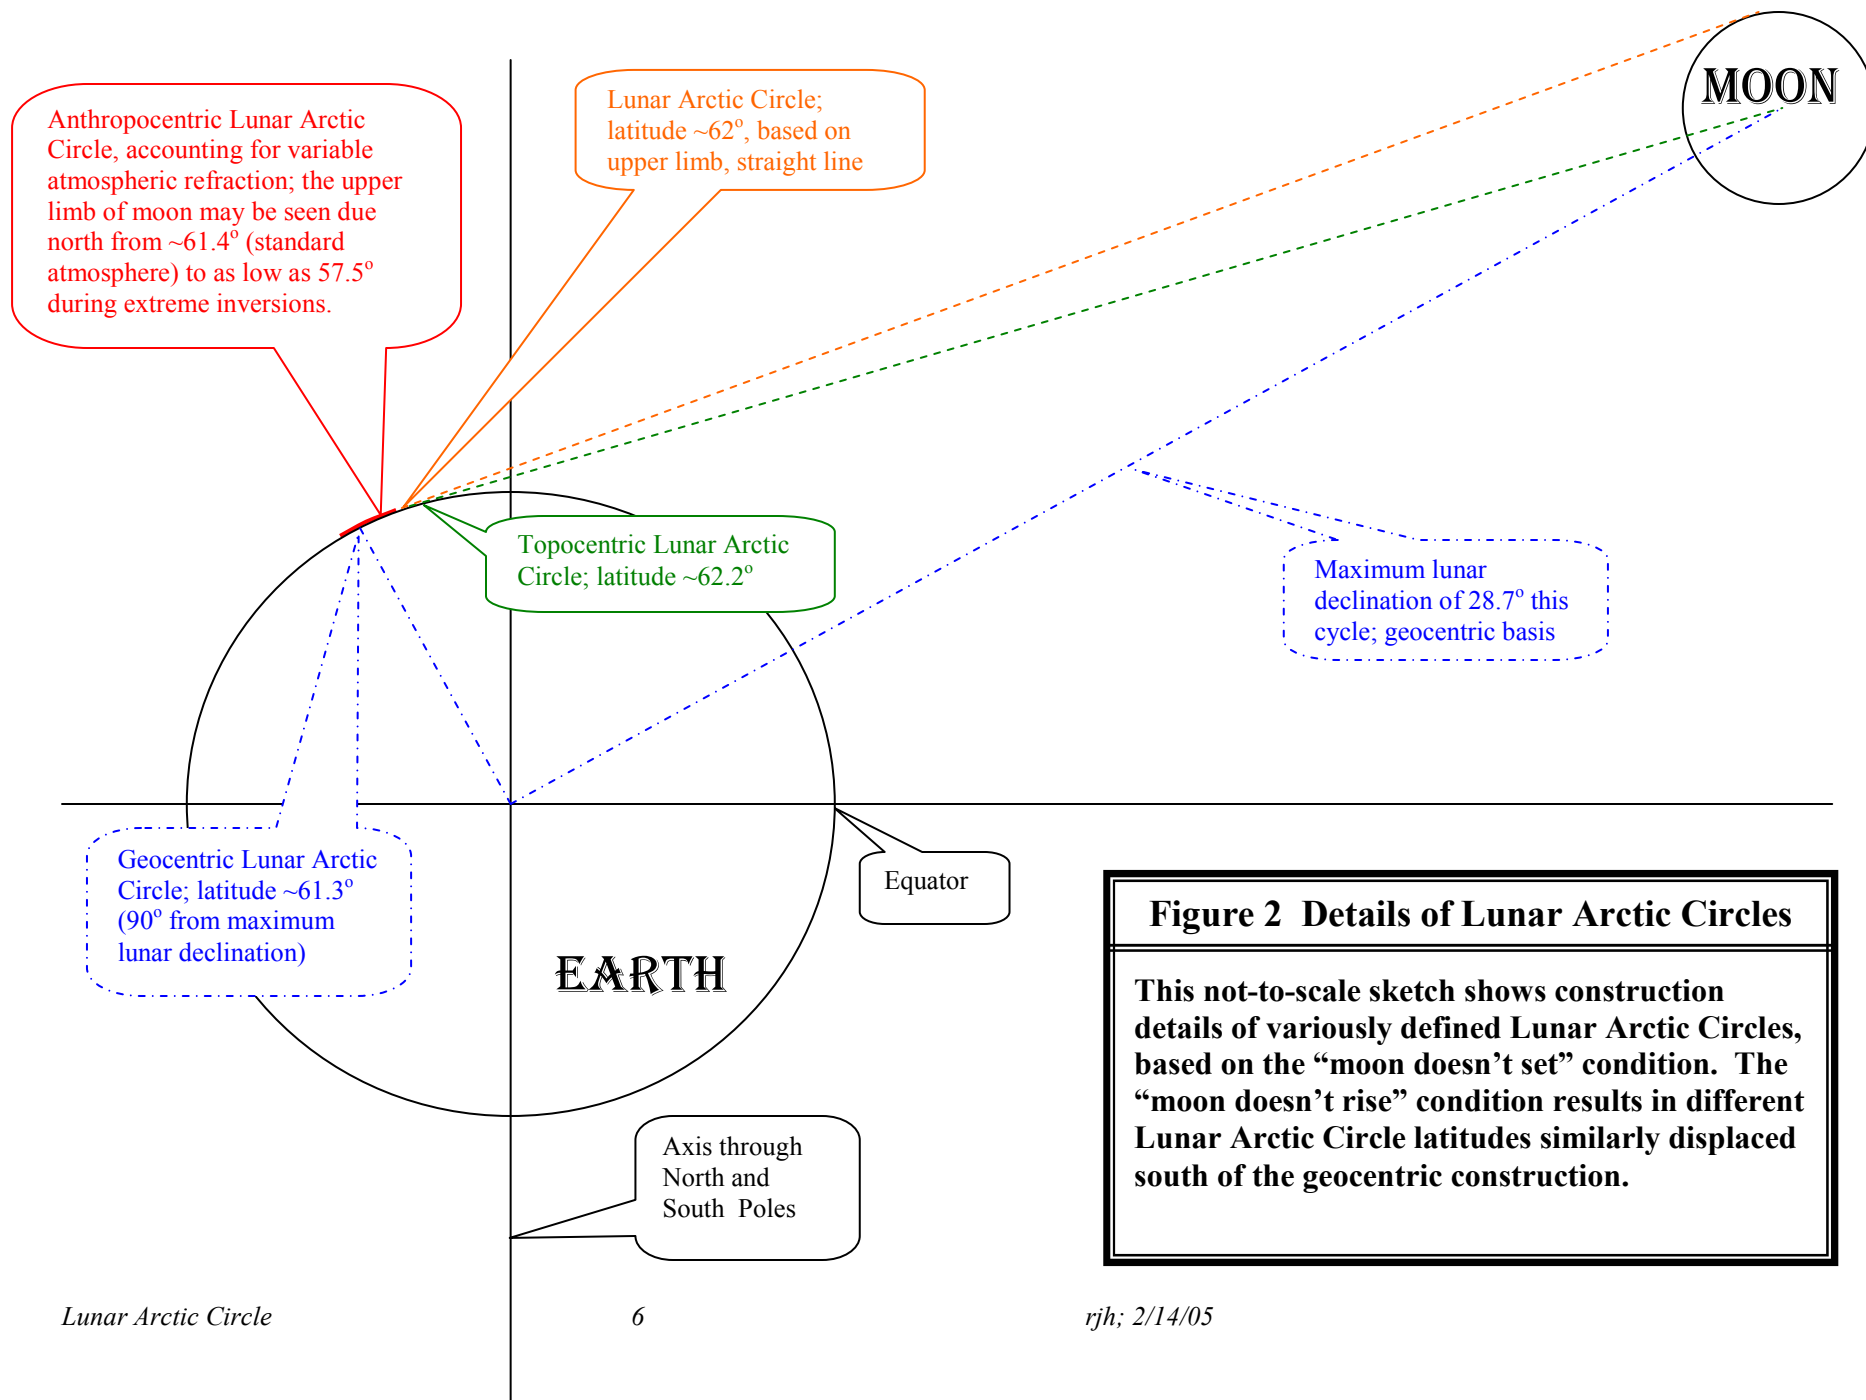 Anthropocentric Lunar Arctic
Circle, accounting for variable
atmospheric refraction; the upper
limb of moon may be seen due
north from ~61.4° (standard
atmosphere) to as low as 57.5°
during extreme inversions.
Lunar Arctic Circle;
latitude ~62°, based on
upper limb, straight line
MOON
Topocentric Lunar Arctic
Circle; latitude ~62.2°
Maximum lunar
declination of 28.7° this
cycle; geocentric basis
Geocentric Lunar Arctic
Circle; latitude ~61.3°
(90° from maximum
lunar declination)
Equator
EARTH
Axis through
North and
South Poles
Figure 2 Details of Lunar Arctic Circles
This not-to-scale sketch shows construction
details of variously defined Lunar Arctic Circles,
based on the “moon doesn’t set” condition. The
“moon doesn’t rise” condition results in different
Lunar Arctic Circle latitudes similarly displaced
south of the geocentric construction.
Lunar Arctic Circle 6 rjh; 2/14/05